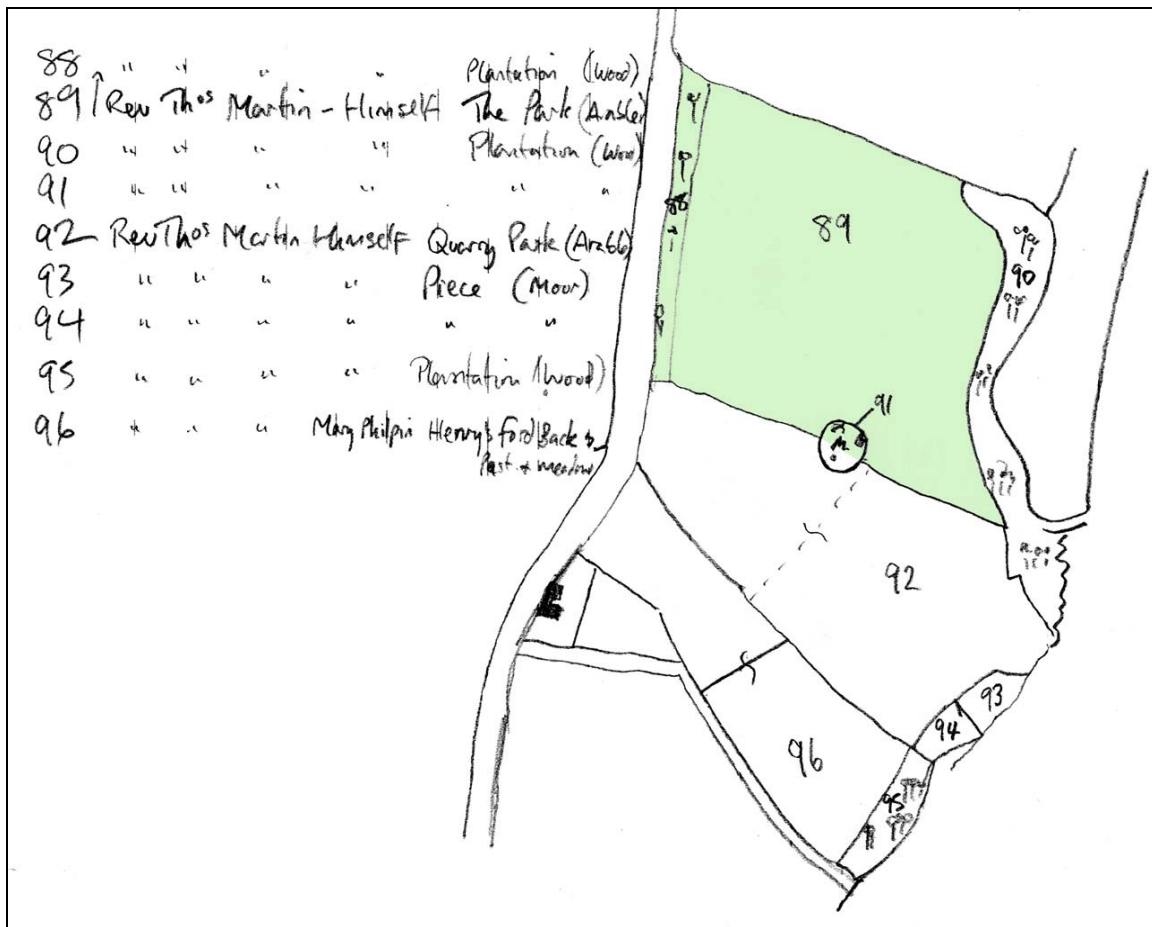 88 " " " " Plantation (Wood)
89 Rev Thos Martin - Himself The Park (Arable)
90 " " " " Plantation (Wood)
91 " " " " " "
92 Rev Thos Martin Himself Quarry Park (Arable)
93 " " " " Piece (Moor)
94 " " " " " "
95 " " " " Plantation (Wood)
96 " " " Mary Philpin Henry's Ford Back &
Past & meadow
88
89
90
91
92
93
94
95
96